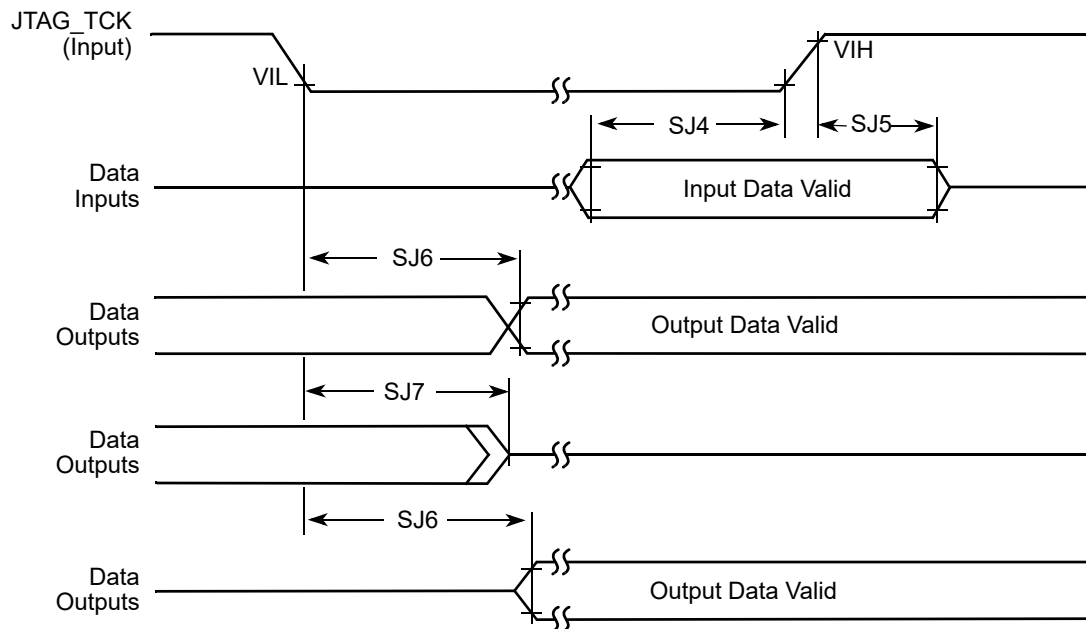 JTAG_TCK
(Input)
VIL
VIH
SJ4
SJ5
Data
Inputs
Input Data Valid
SJ6
Data
Outputs
Output Data Valid
SJ7
Data
Outputs
SJ6
Data
Outputs
Output Data Valid